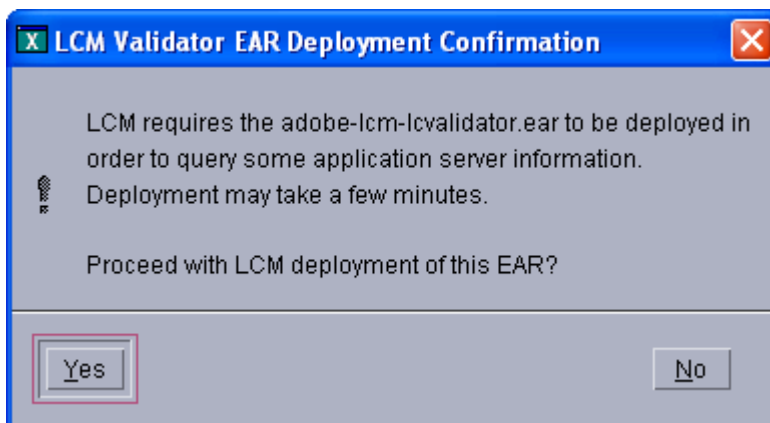 X LCM Validator EAR Deployment Confirmation
LCM requires the adobe-lcm-lcvalidator.ear to be deployed in
order to query some application server information.
Deployment may take a few minutes.
Proceed with LCM deployment of this EAR?
Yes No